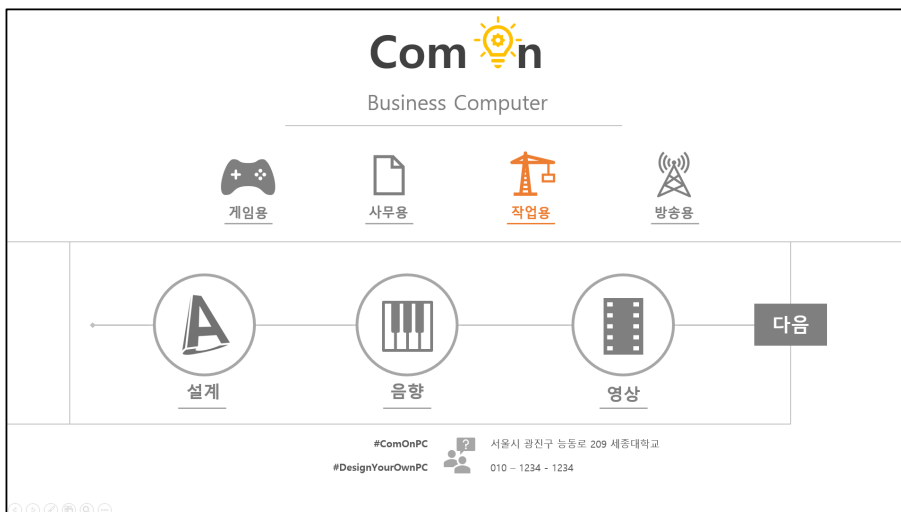 Com n
Business Computer
게임용 사무용 작업용 방송용
설계 음향 영상
다음
#ComOnPC 서울시 광진구 능동로 209 세종대학교
#DesignYourOwnPC 010 – 1234 - 1234